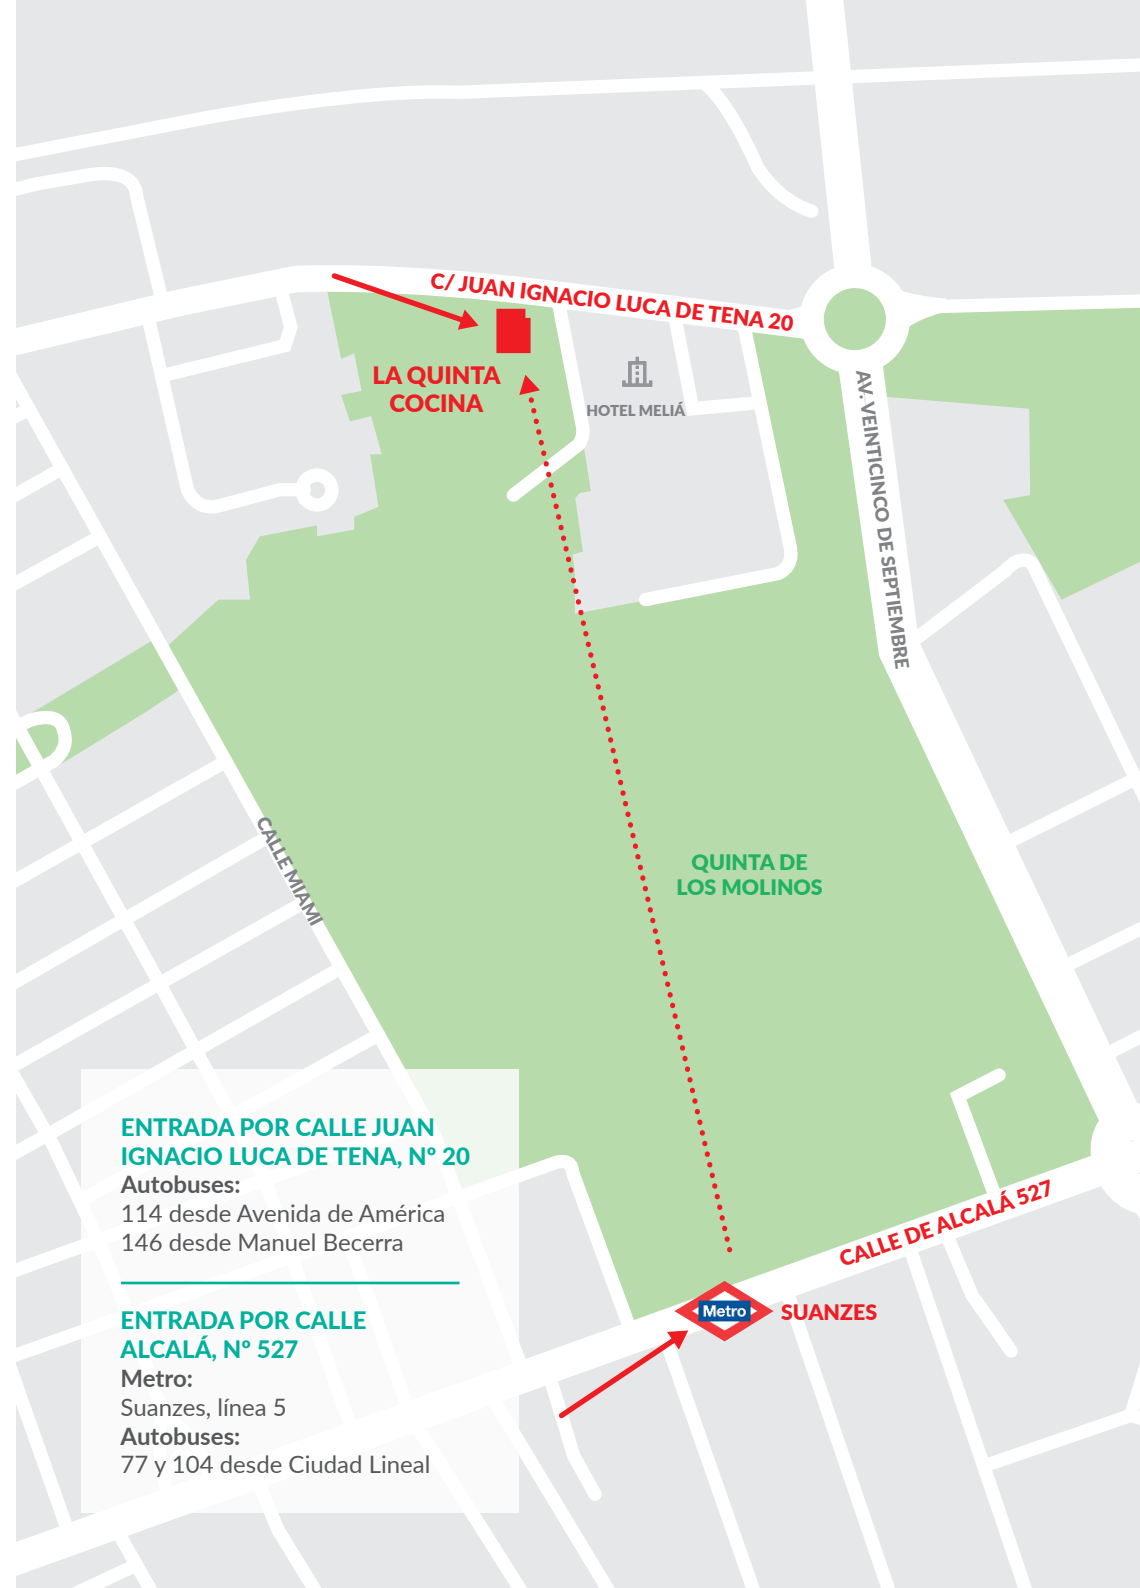 C/ JUAN IGNACIO LUCA DE TENA 20
LA QUINTA
COCINA
HOTEL MELIÁ
AV. VEINTICINCO DE SEPTIEMBRE
CALLE MIAMI
QUINTA DE
LOS MOLINOS
ENTRADA POR CALLE JUAN
IGNACIO LUCA DE TENA, Nº 20
Autobuses:
114 desde Avenida de América
146 desde Manuel Becerra
ENTRADA POR CALLE
ALCALÁ, Nº 527
Metro:
Suanzes, línea 5
Autobuses:
77 y 104 desde Ciudad Lineal
CALLE DE ALCALÁ 527
Metro
SUANZES